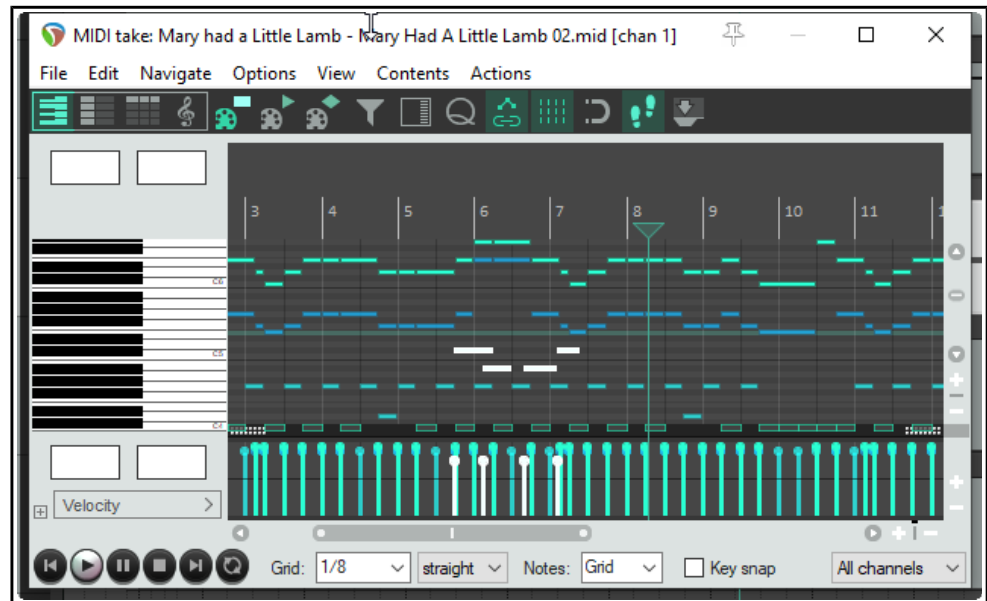 MIDI take: Mary had a Little Lamb - Mary Had A Little Lamb 02.mid [chan 1]
File Edit Navigate Options View Contents Actions
3 4 5 6 7 8 9 10 11 1
C6
C5
C4
Velocity >
Grid: 1/8 straight Notes: Grid Key snap All channels